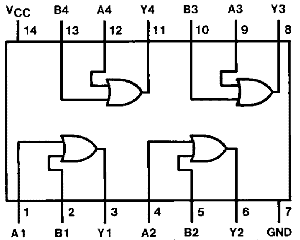 VCC B4 A4 Y4 B3 A3 Y3
14 13 12 11 10 9 8
1 2 3 4 5 6 7
A1 B1 Y1 A2 B2 Y2 GND